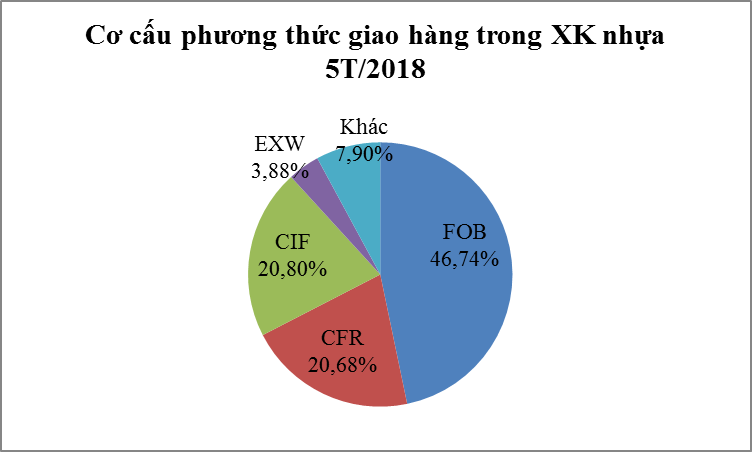 Cơ cấu phương thức giao hàng trong XK nhựa
5T/2018
Khác
7,90%
EXW
3,88%
FOB
46,74%
CIF
20,80%
CFR
20,68%